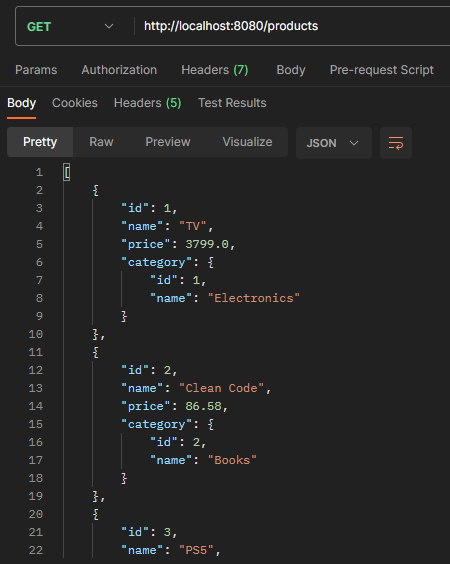 GET http://localhost:8080/products
Params Authorization Headers (7) Body Pre-request Script
Body Cookies Headers (5) Test Results
Pretty Raw Preview Visualize JSON
1 [
2 {
3 "id": 1,
4 "name": "TV",
5 "price": 3799.0,
6 "category": {
7 "id": 1,
8 "name": "Electronics"
9 }
10 },
11 {
12 "id": 2,
13 "name": "Clean Code",
14 "price": 86.58,
15 "category": {
16 "id": 2,
17 "name": "Books"
18 }
19 },
20 {
21 "id": 3,
22 "name": "PS5",